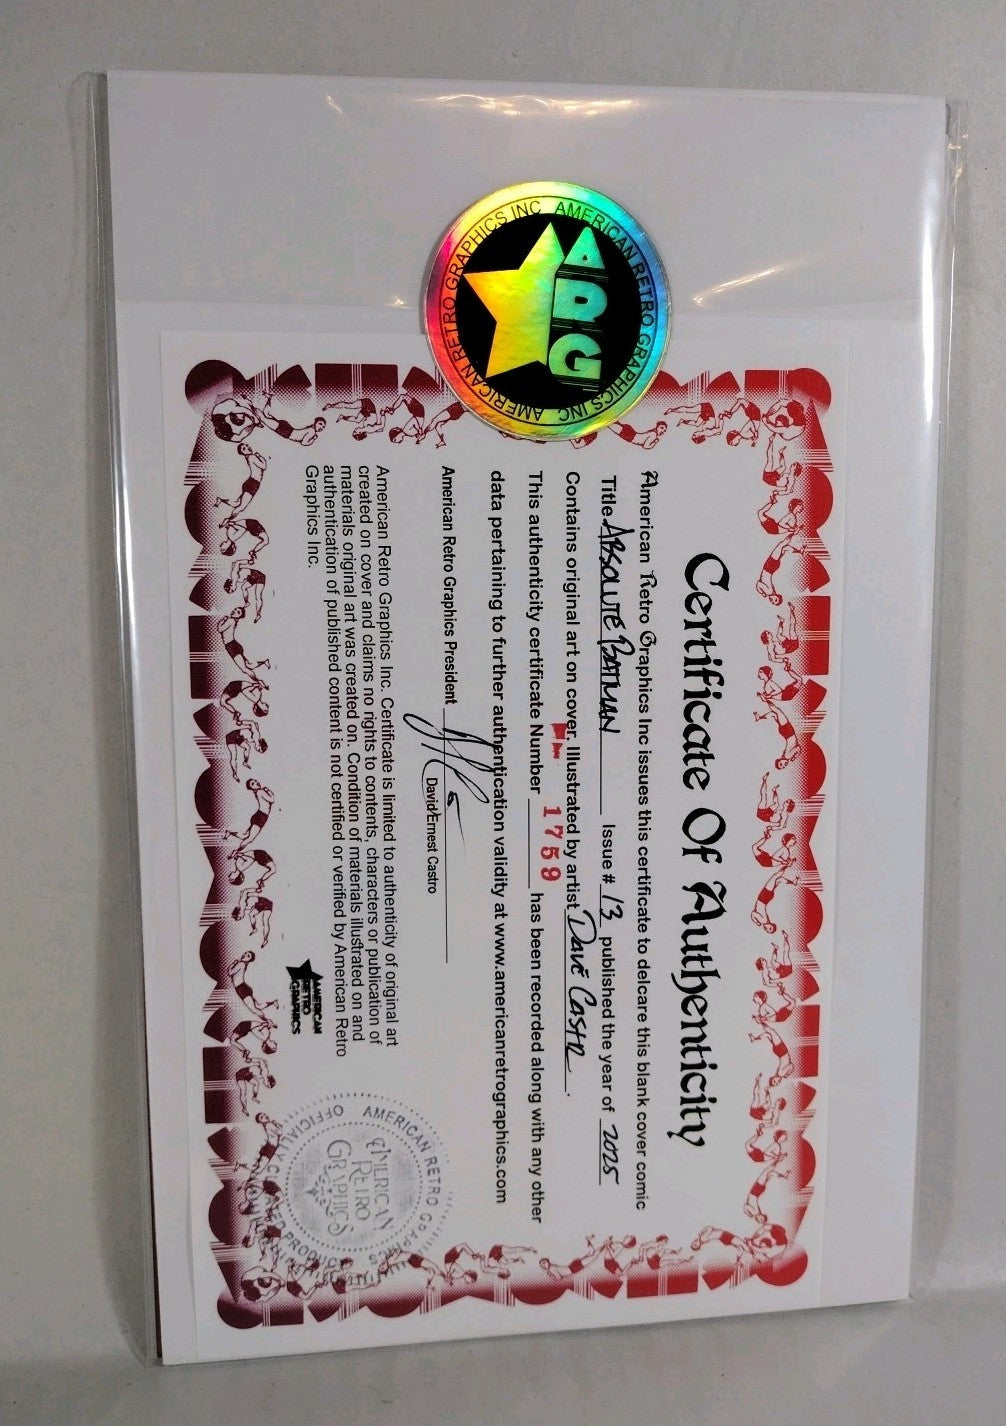 AMERICAN RETRO GRAPHICS INC AMERICAN RETRO GRAPHICS INC
ARG
Certificate Of Authenticity
American Retro Graphics Inc issues this certificate to delcare this blank cover comic
Title Absolute Batman Issue # 13 published the year of 2025
Contains original art on cover. Illustrated by artist Dave Castr.
This authenticity certificate Number 1759 has been recorded along with any other
data pertaining to further authentication validity at www.americanretrographics.com
American Retro Graphics President
David/Ernest Castro
American Retro Graphics Inc. Certificate is limited to authenticity of original art
created on cover and claims no rights to contents, characters or publication of
materials original art was created on. Condition of materials illustrated on and
authentication of published content is not certified or verified by American Retro
Graphics Inc.
AMERICAN
RETRO
GRAPHICS
AMERICAN RETRO GRAPHICS
OFFICIALLY
AMERICAN
RETRO
GRAPHICS